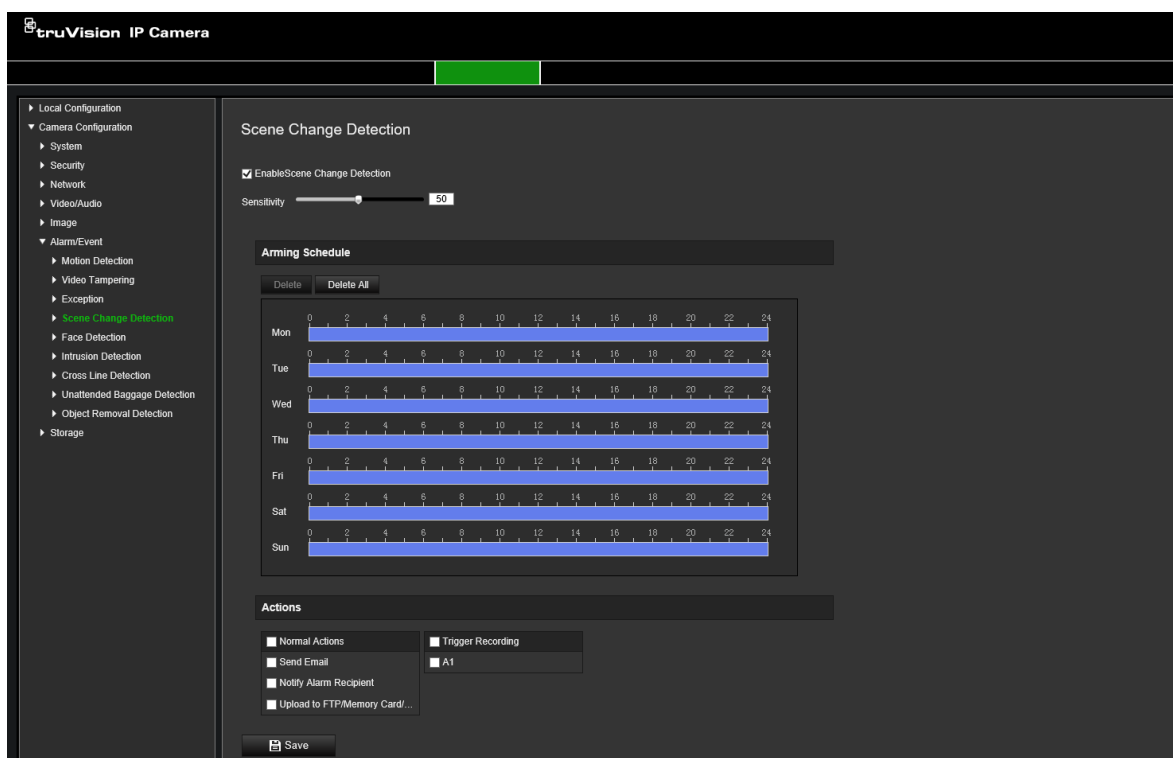 truVision IP Camera
Local Configuration
Camera Configuration
System
Security
Network
Video/Audio
Image
Alarm/Event
Motion Detection
Video Tampering
Exception
Scene Change Detection
Face Detection
Intrusion Detection
Cross Line Detection
Unattended Baggage Detection
Object Removal Detection
Storage
Scene Change Detection
EnableScene Change Detection
Sensitivity 50
Arming Schedule
Delete Delete All
0 2 4 6 8 10 12 14 16 18 20 22 24
Mon
0 2 4 6 8 10 12 14 16 18 20 22 24
Tue
0 2 4 6 8 10 12 14 16 18 20 22 24
Wed
0 2 4 6 8 10 12 14 16 18 20 22 24
Thu
0 2 4 6 8 10 12 14 16 18 20 22 24
Fri
0 2 4 6 8 10 12 14 16 18 20 22 24
Sat
0 2 4 6 8 10 12 14 16 18 20 22 24
Sun
Actions
Normal Actions Trigger Recording
Send Email A1
Notify Alarm Recipient
Upload to FTP/Memory Card/...
Save